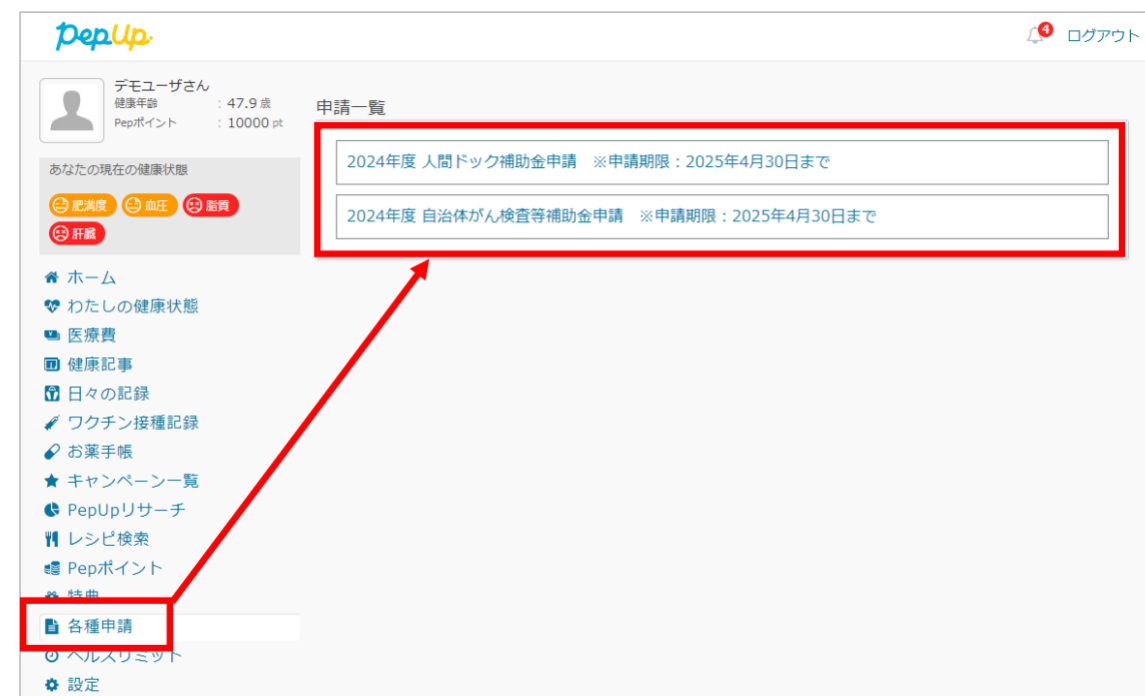 PepUp
4
ログアウト
デモユーザさん
健康年齢 : 47.9 歳
Pepポイント : 10000 pt
あなたの現在の健康状態
肥満度 血圧 脂質
肝臓
申請一覧
2024年度 人間ドック補助金申請 ※申請期限：2025年4月30日まで
2024年度 自治体がん検査等補助金申請 ※申請期限：2025年4月30日まで
ホーム
わたしの健康状態
医療費
健康記事
日々の記録
ワクチン接種記録
お薬手帳
キャンペーン一覧
PepUpリサーチ
レシピ検索
Pepポイント
特典
各種申請
ヘルスリミット
設定